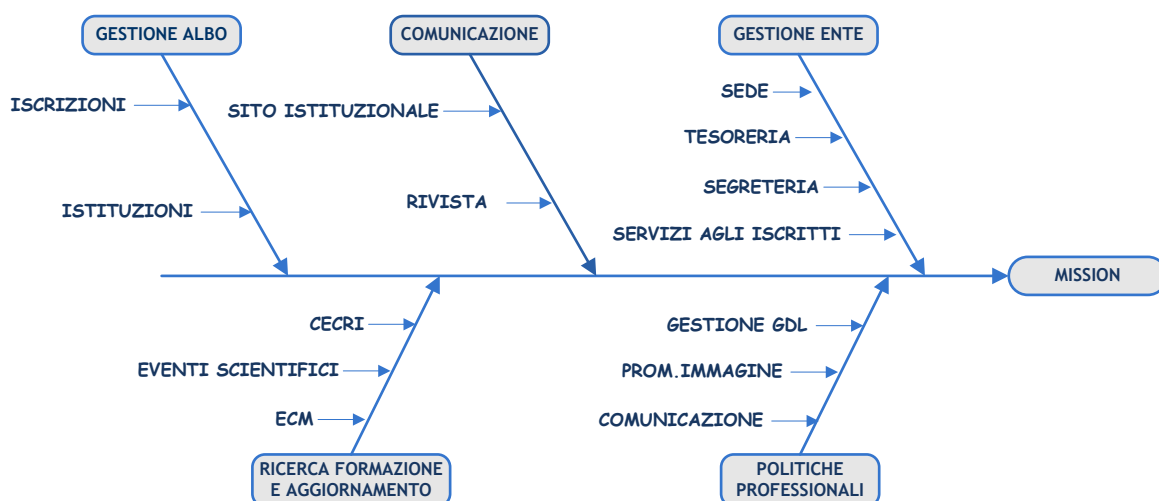 GESTIONE ALBO
COMUNICAZIONE
GESTIONE ENTE
ISCRIZIONI
SITO ISTITUZIONALE
SEDE
TESORERIA
SEGRETERIA
ISTITUZIONI
RIVISTA
SERVIZI AGLI ISCRITTI
MISSION
CECRI
GESTIONE GDL
EVENTI SCIENTIFICI
PROM.IMMAGINE
ECM
COMUNICAZIONE
RICERCA FORMAZIONE
E AGGIORNAMENTO
POLITICHE
PROFESSIONALI